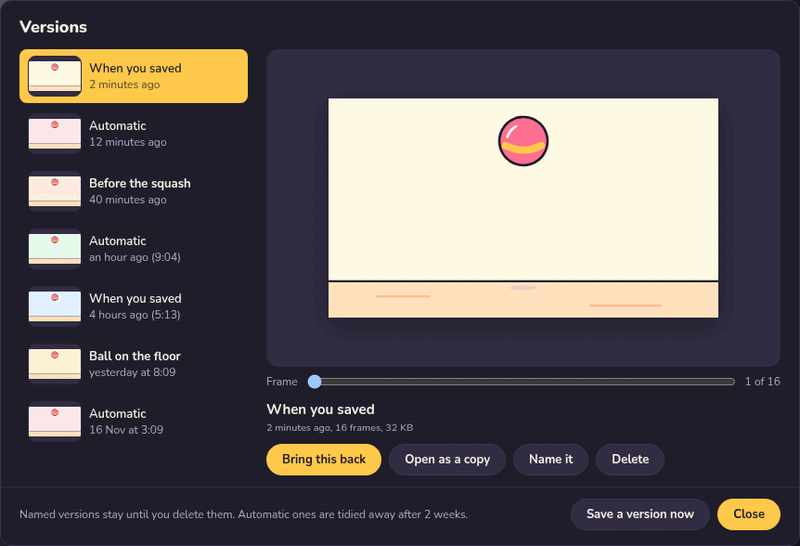 Versions
When you saved
2 minutes ago
Automatic
12 minutes ago
Before the squash
40 minutes ago
Automatic
an hour ago (9:04)
When you saved
4 hours ago (5:13)
Ball on the floor
yesterday at 8:09
Automatic
16 Nov at 3:09
Frame
1 of 16
When you saved
2 minutes ago, 16 frames, 32 KB
Bring this back
Open as a copy
Name it
Delete
Named versions stay until you delete them. Automatic ones are tidied away after 2 weeks.
Save a version now
Close